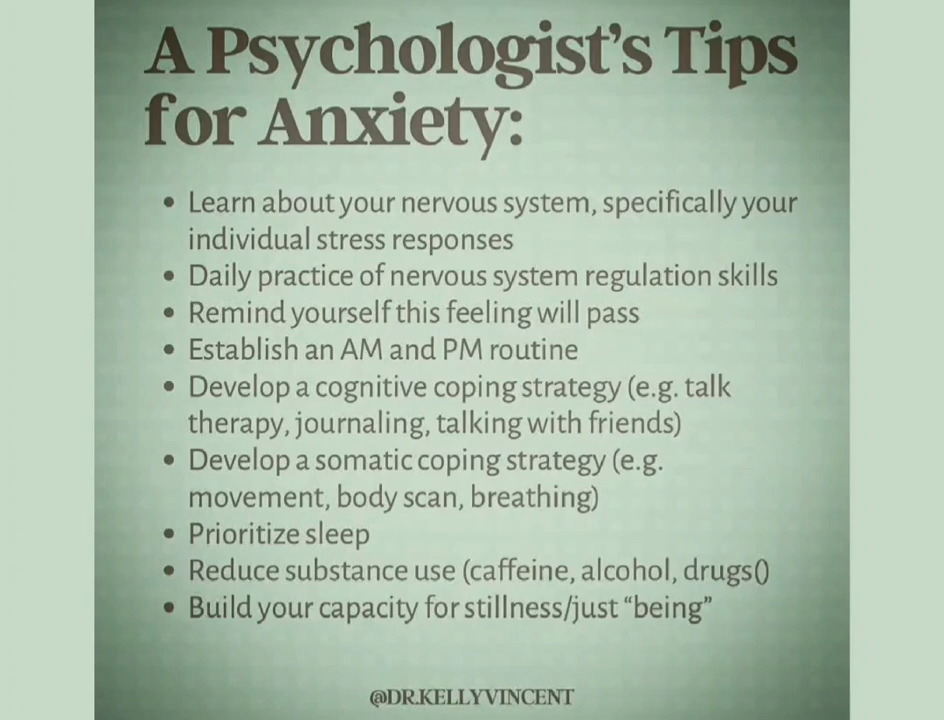 A Psychologist's Tips
for Anxiety:
• Learn about your nervous system, specifically your
individual stress responses
• Daily practice of nervous system regulation skills
• Remind yourself this feeling will pass
• Establish an AM and PM routine
• Develop a cognitive coping strategy (e.g. talk
therapy, journaling, talking with friends)
• Develop a somatic coping strategy (e.g.
movement, body scan, breathing)
• Prioritize sleep
• Reduce substance use (caffeine, alcohol, drugs()
• Build your capacity for stillness/just “being”
@DR.KELLYVINCENT